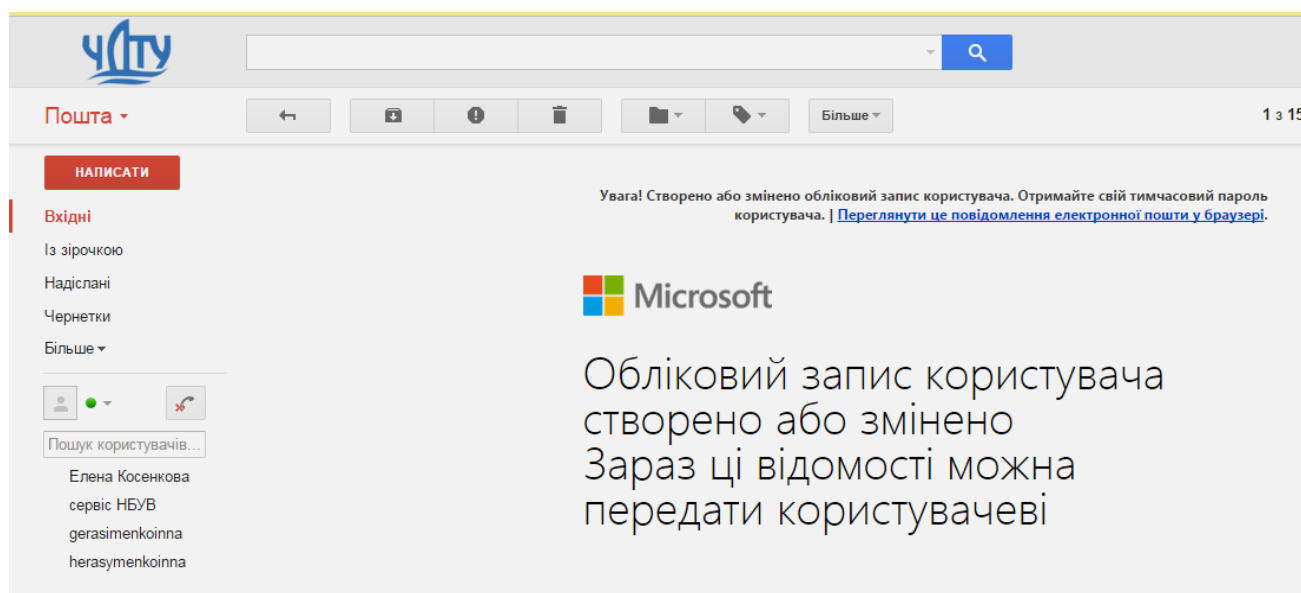 ЧДТУ
Пошта
Більше
1 з 15
НАПИСАТИ
Вхідні
Із зірочкою
Надіслані
Чернетки
Більше
Пошук користувачів...
Елена Косенкова
сервіс НБУВ
gerasimenkoinna
herasymenkoinna
Увага! Створено або змінено обліковий запис користувача. Отримайте свій тимчасовий пароль
користувача. | Переглянути це повідомлення електронної пошти у браузері.
Microsoft
Обліковий запис користувача
створено або змінено
Зараз ці відомості можна
передати користувачеві